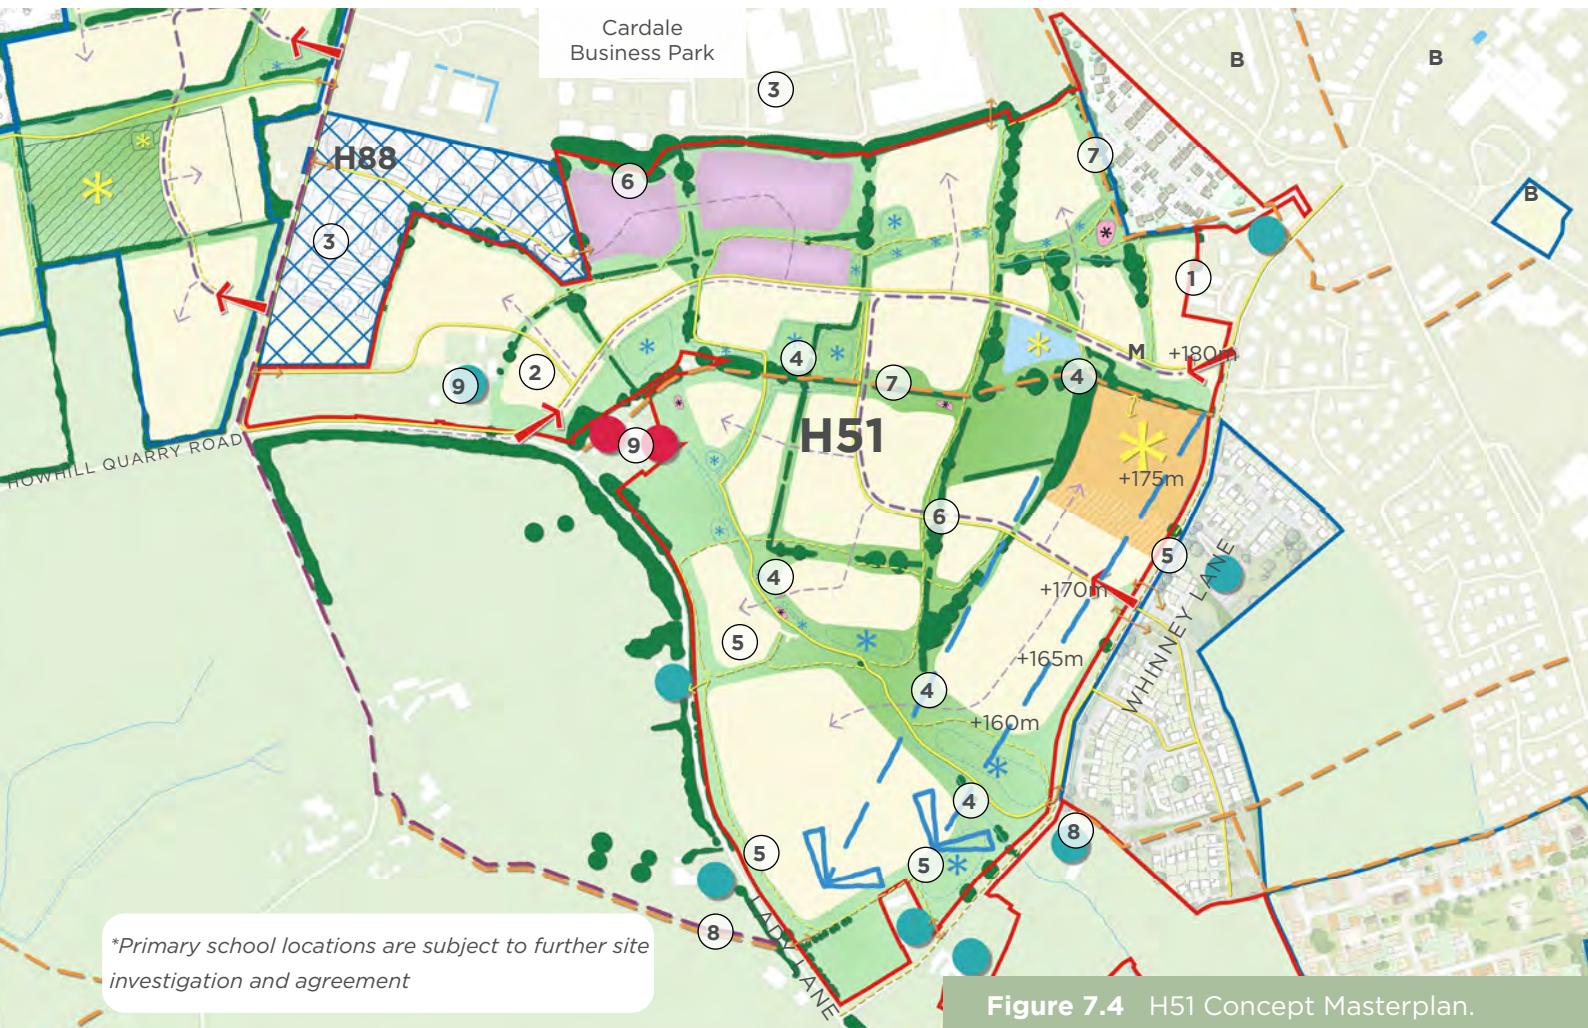 Cardale
Business Park
B
B
3
H88
6
7
B
3
1
M
+180m
4
2
9
7
4
9
H51
HOWHILL QUARRY ROAD
+175m
6
5
4
+170m
WHINNEY LANE
5
+165m
4
+160m
4
8
5
5
8
LADY LANE
*Primary school locations are subject to further site
investigation and agreement
Figure 7.4 H51 Concept Masterplan.